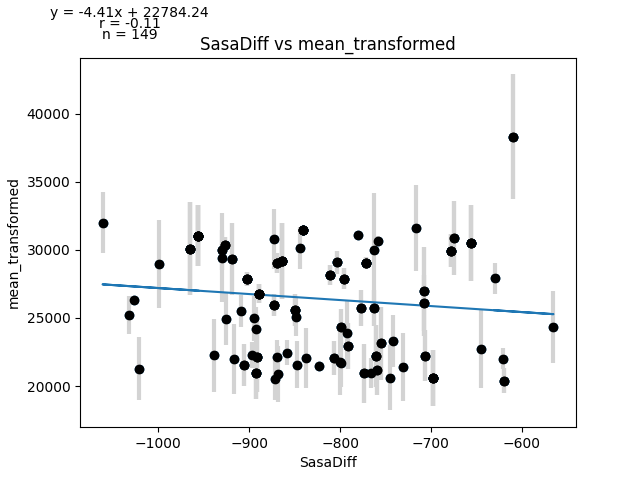 y = -4.41x + 22784.24
r = -0.11
n = 149
SasaDiff vs mean_transformed
mean_transformed
40000
35000
30000
25000
20000
−1000 −900 −800 −700 −600
SasaDiff